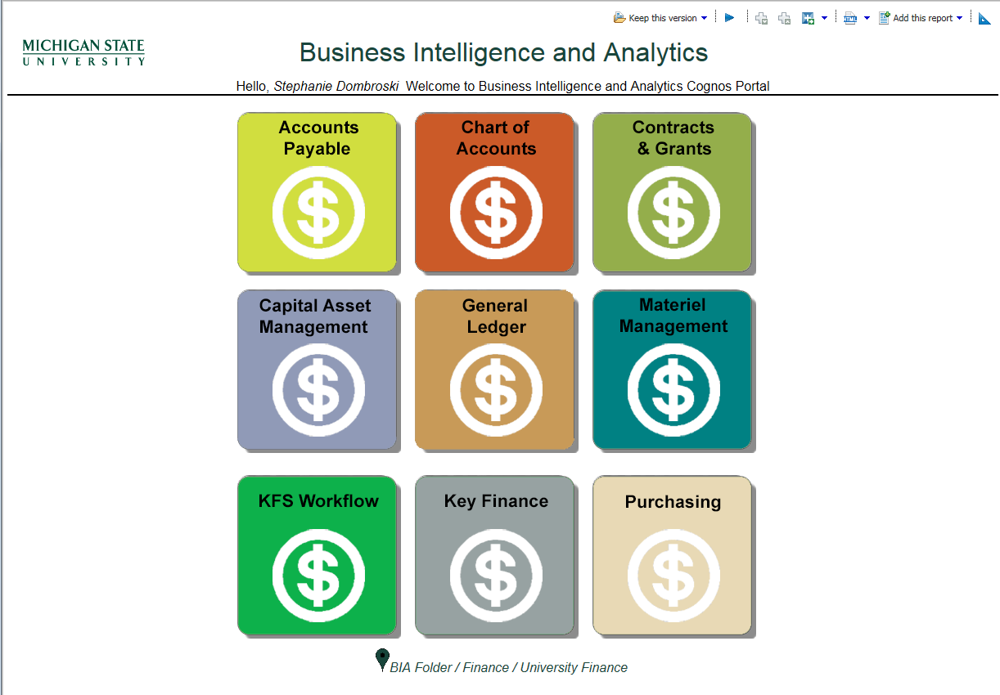 Keep this version
HTML
Add this report
MICHIGAN STATE
UNIVERSITY
Business Intelligence and Analytics
Hello, Stephanie Dombroski Welcome to Business Intelligence and Analytics Cognos Portal
Accounts
Payable
$
Chart of
Accounts
$
Contracts
& Grants
$
Capital Asset
Management
$
General
Ledger
$
Materiel
Management
$
KFS Workflow
$
Key Finance
$
Purchasing
$
BIA Folder / Finance / University Finance